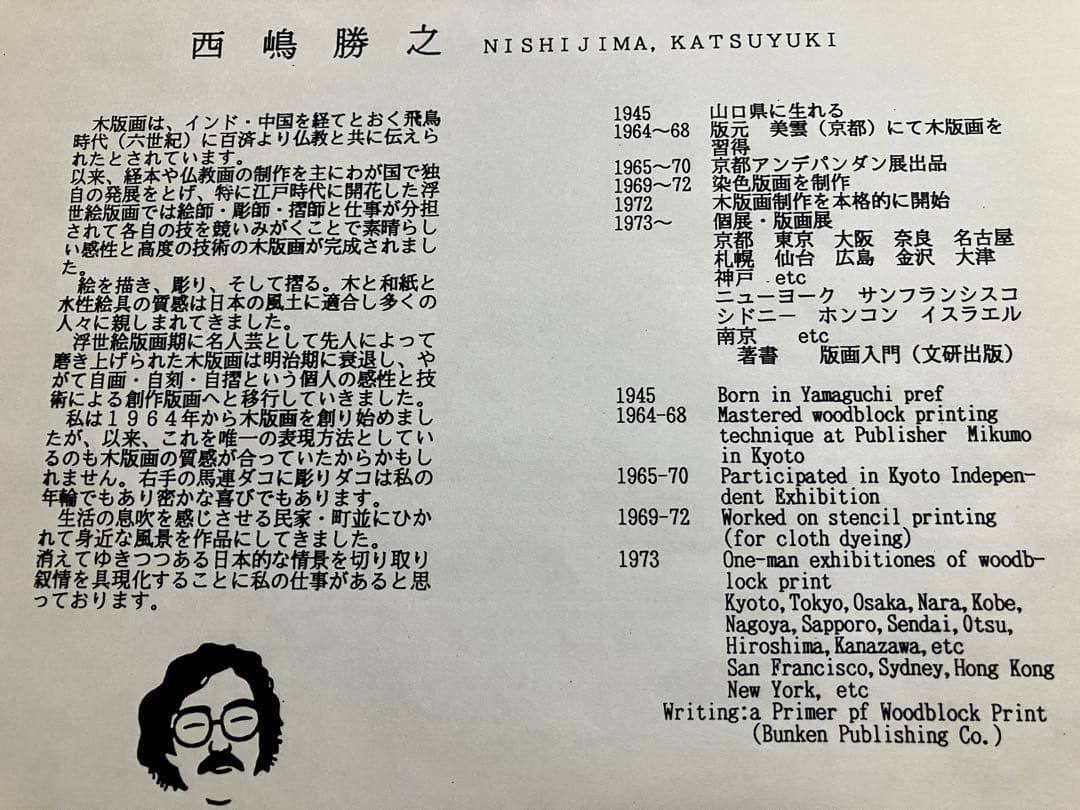 西嶋勝之 NISHIJIMA, KATSUYUKI
木版画は、インド・中国を経てとおく飛鳥
時代（六世紀）に百済より仏教と共に伝えら
れたとされています。
以来、経本や仏教画の制作を主にわが国で独
自の発展をとげ、特に江戸時代に開花した浮
世絵版画では絵師・彫師・摺師と仕事が分担
されて各自の技を競いみがくことで素晴らし
い感性と高度の技術の木版画が完成されまし
た。
絵を描き、彫り、そして摺る。木と和紙と
水性絵具の質感は日本の風土に適合し多くの
人々に親しまれてきました。
浮世絵版画期に名人芸として先人によって
磨き上げられた木版画は明治期に衰退し、や
がて自画・自刻・自摺という個人の感性と技
術による創作版画へと移行していきました。
私は１９６４年から木版画を創り始めまし
たが、以来、これを唯一の表現方法としてい
るのも木版画の質感が合っていたからかもし
れません。右手の馬連ダコに彫りダコは私の
年輪でもあり密かな喜びでもあります。
生活の息吹を感じさせる民家・町並にひか
れて身近な風景を作品にしてきました。
消えてゆきつつある日本的な情景を切り取り
叙情を具現化することに私の仕事があると思
っております。
1945 山口県に生れる
1964～68 版元 美雲（京都）にて木版画を
習得
1965～70 京都アンデパンダン展出品
1969～72 染色版画を制作
1972 木版画制作を本格的に開始
1973～ 個展・版画展
京都 東京 大阪 奈良 名古屋
札幌 仙台 広島 金沢 大津
神戸 etc
ニューヨーク サンフランシスコ
シドニー ホンコン イスラエル
南京 etc
著書 版画入門（文研出版）
1945 Born in Yamaguchi pref
1964-68 Mastered woodblock printing
technique at Publisher Mikumo
in Kyoto
1965-70 Participated in Kyoto Indepen-
dent Exhibition
1969-72 Worked on stencil printing
(for cloth dyeing)
1973 One-man exhibitiones of woodb-
lock print
Kyoto,Tokyo,Osaka,Nara,Kobe,
Nagoya,Sapporo,Sendai,Otsu,
Hiroshima,Kanazawa,etc
San Francisco,Sydney,Hong Kong
New York, etc
Writing:a Primer pf Woodblock Print
(Bunken Publishing Co.)